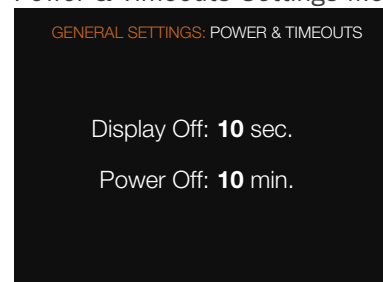 GENERAL SETTINGS: POWER & TIMEOUTS
Display Off: 10 sec.
Power Off: 10 min.